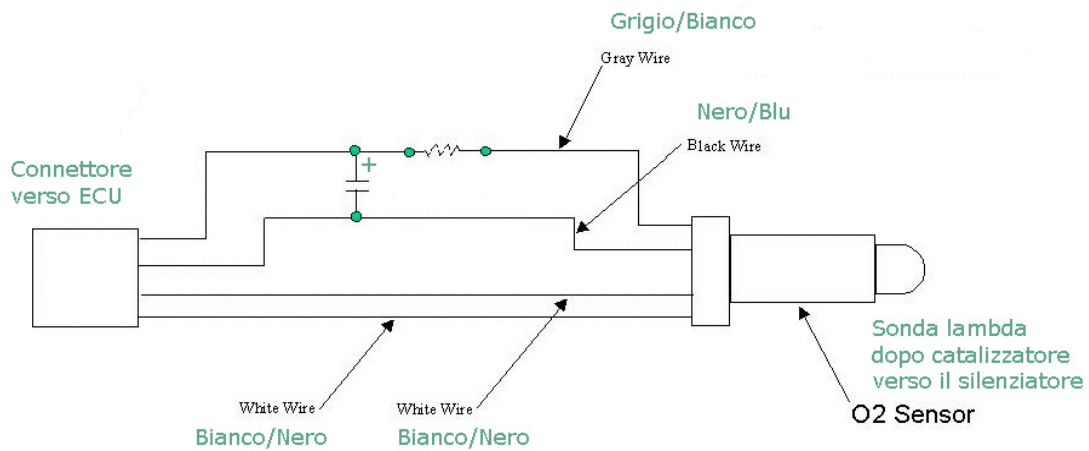 Grigio/Bianco
Gray Wire
Nero/Blu
Black Wire
Connettore
verso ECU
+
Sonda lambda
dopo catalizzatore
verso il silenziatore
O2 Sensor
White Wire
Bianco/Nero
White Wire
Bianco/Nero